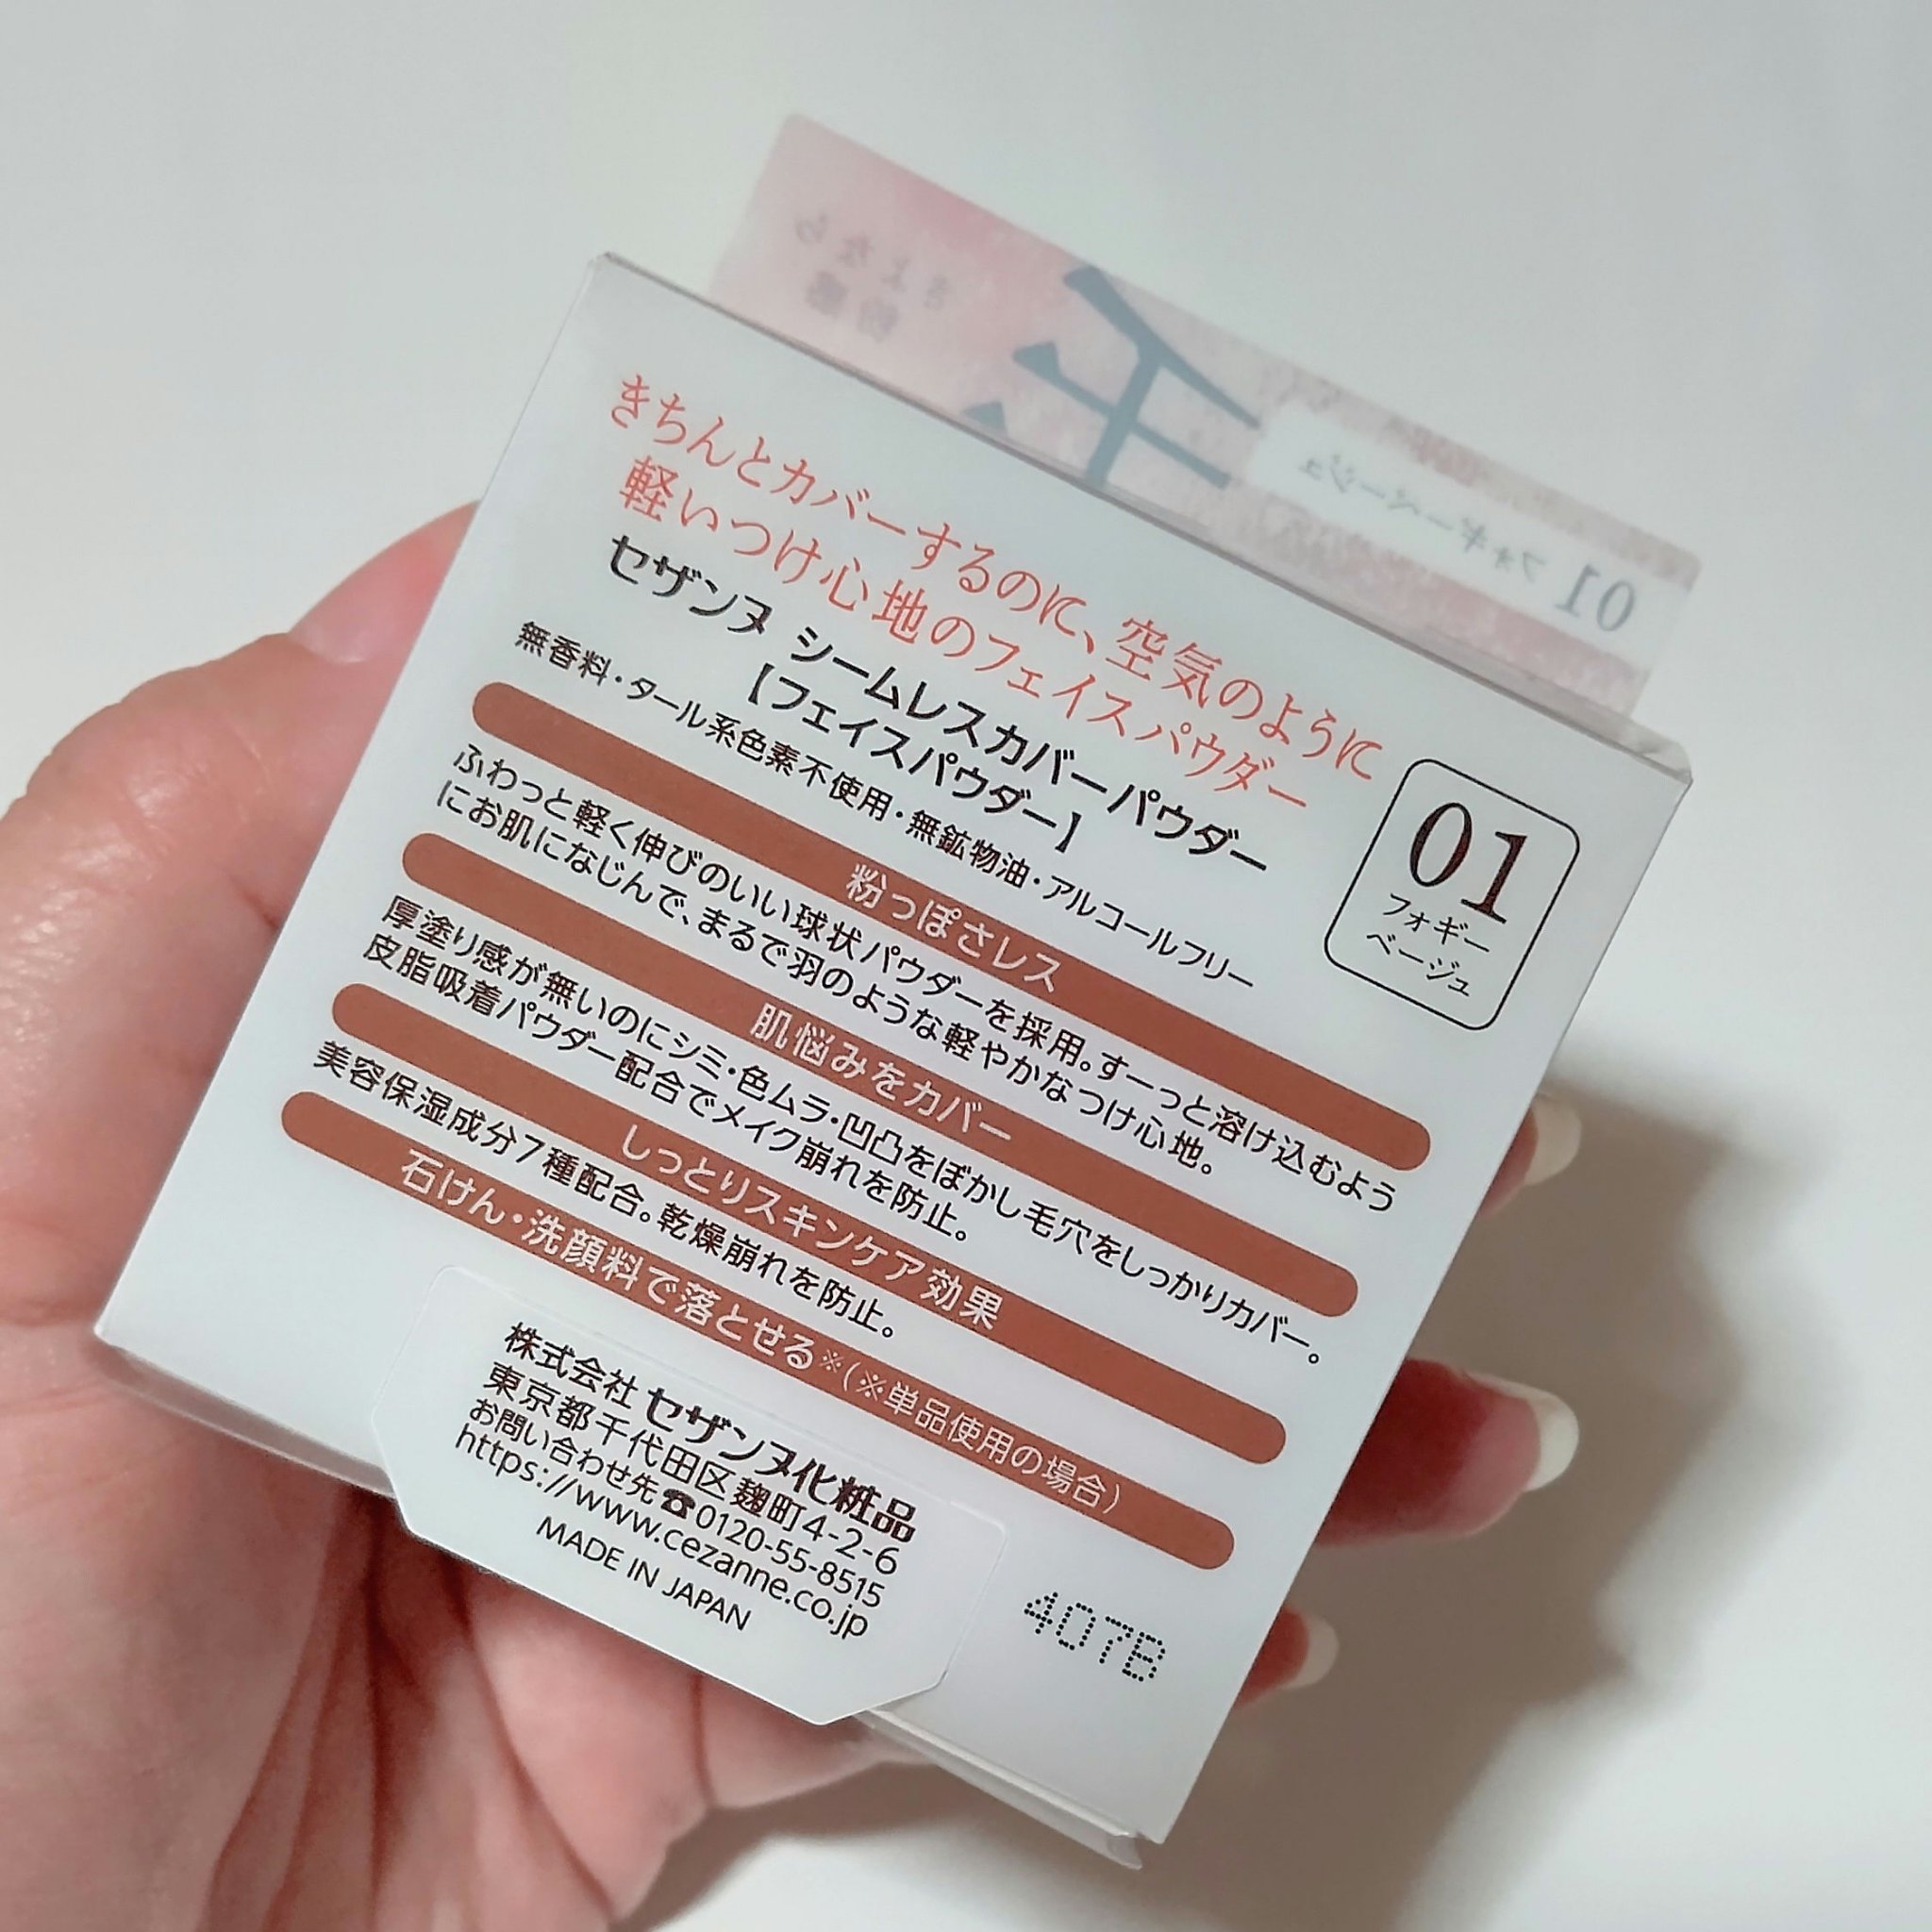 さよなら
粉感
毛
01 フォギーベージュ
きちんとカバーするのに、空気のように
軽いつけ心地のフェイスパウダー
セザンヌ シームレスカバーパウダー
【フェイスパウダー】
無香料・タール系色素不使用・無鉱物油・アルコールフリー
01
フォギー
ベージュ
粉っぽさレス
ふわっと軽く伸びのいい球状パウダーを採用。すーっと溶け込むよう
にお肌になじんで、まるで羽のような軽やかなつけ心地。
肌悩みをカバー
厚塗り感が無いのにシミ・色ムラ・凹凸をぼかし毛穴をしっかりカバー。
皮脂吸着パウダー配合でメイク崩れを防止。
しっとりスキンケア効果
美容保湿成分7種配合。乾燥崩れを防止。
石けん・洗顔料で落とせる※(※単品使用の場合)
株式会社 セザンヌ化粧品
東京都千代田区麹町4-2-6
お問い合わせ先☎0120-55-8515
https://www.cezanne.co.jp
MADE IN JAPAN
407B